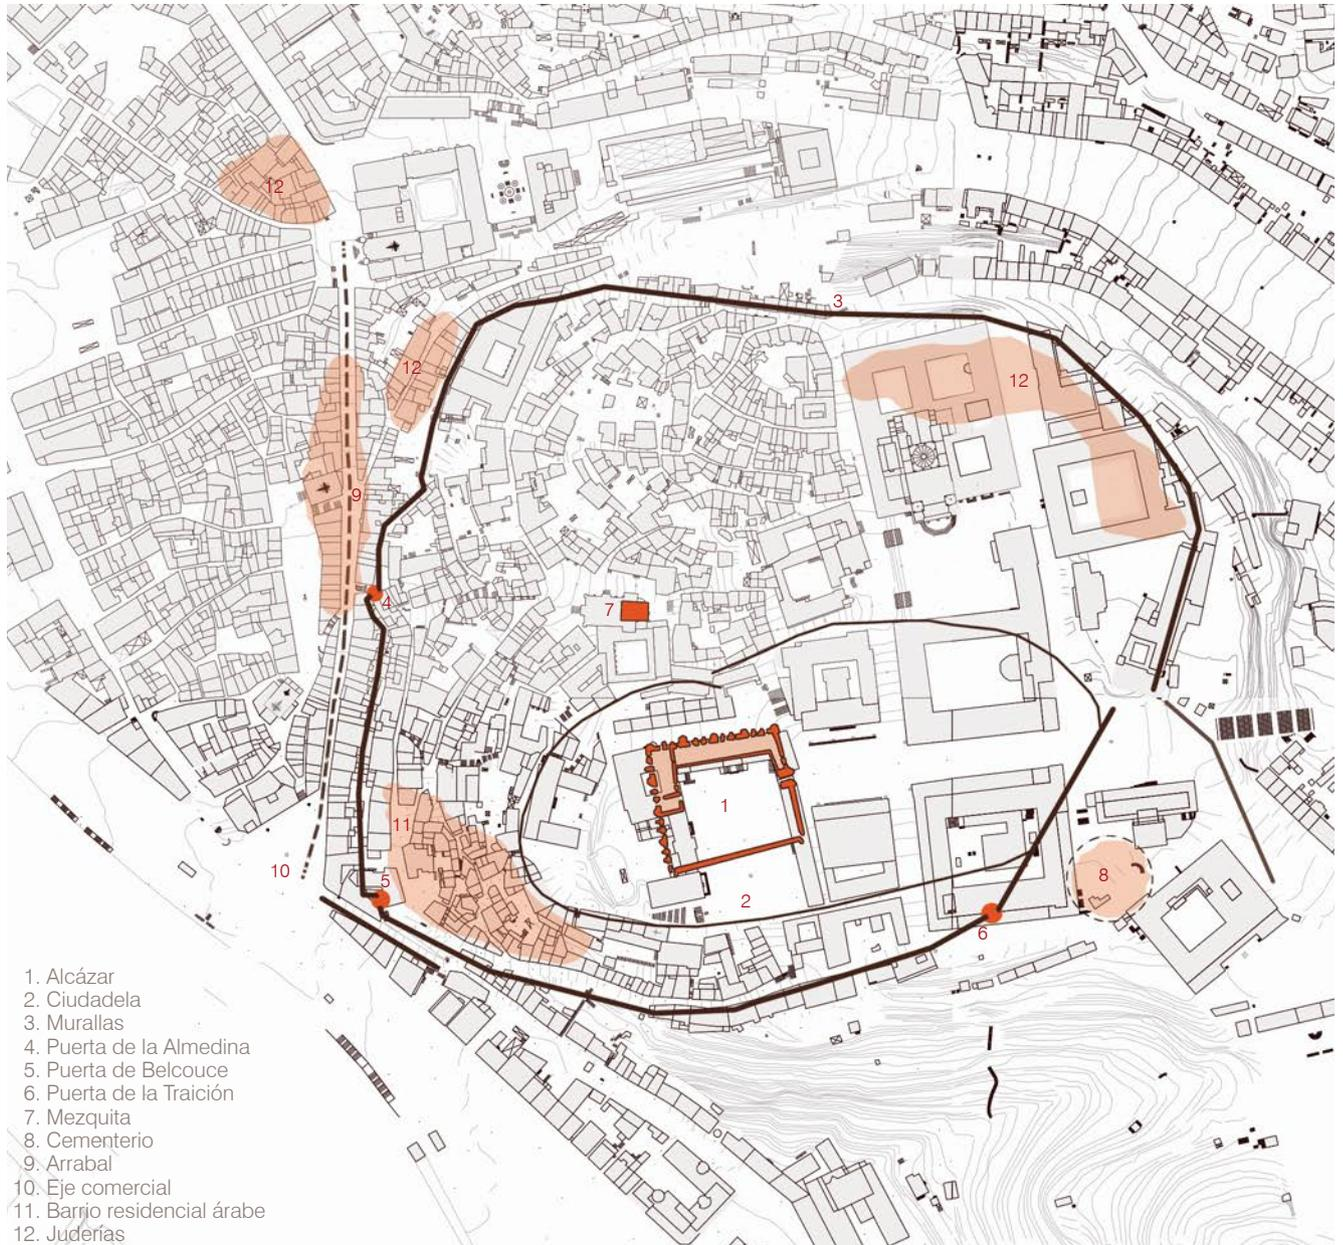 12
3
12
12
9
4
7
1
11
10
5
8
2
6
1. Alcázar
2. Ciudadela
3. Murallas
4. Puerta de la Almedina
5. Puerta de Belcouce
6. Puerta de la Traición
7. Mezquita
8. Cementerio
9. Arrabal
10. Eje comercial
11. Barrio residencial árabe
12. Juderías